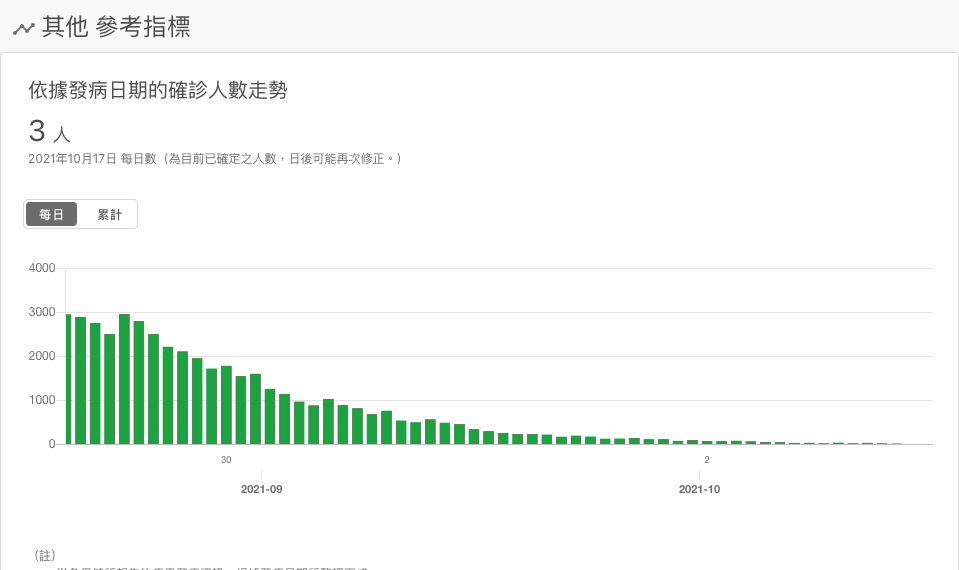 其他 參考指標
依據發病日期的確診人數走勢
3 人
2021年10月17日 每日數（為目前已確定之人數，日後可能再次修正。）
每日 累計
4000
3000
2000
1000
0
30 2
2021-09 2021-10
（註）